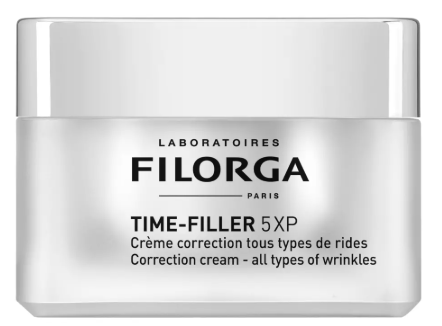 LABORATOIRES
FILORGA
PARIS
TIME-FILLER 5XP
Crème correction tous types de rides
Correction cream - all types of wrinkles